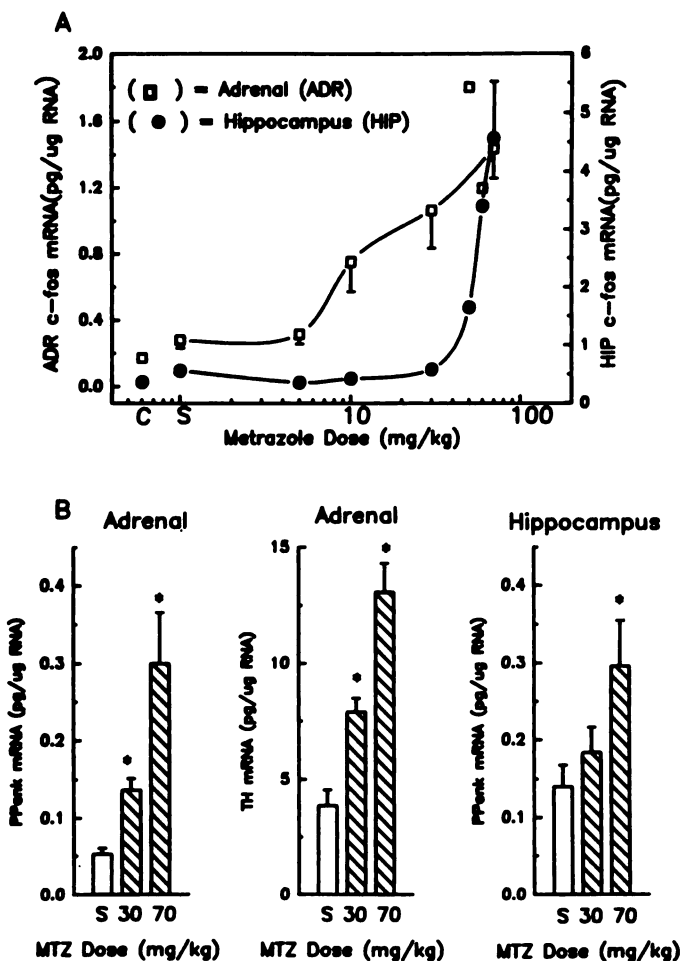 A
2.0
1.6
1.2
0.8
0.4
0.0
ADR c-fos mRNA(pg/ug RNA)
( ) = Adrenal (ADR)
( ) = Hippocampus (HIP)
6
5
4
3
2
1
0
HIP c-fos mRNA(pg/ug RNA)
C S 10 100
Metrazole Dose (mg/kg)
B
Adrenal
0.4
0.3
0.2
0.1
0.0
PPenk mRNA (pg/ug RNA)
* *
S 30 70
MTZ Dose (mg/kg)
Adrenal
15
10
5
0
TH mRNA (pg/ug RNA)
* *
S 30 70
MTZ Dose (mg/kg)
Hippocampus
0.4
0.3
0.2
0.1
0.0
PPenk mRNA (pg/ug RNA)
*
S 30 70
MTZ Dose (mg/kg)